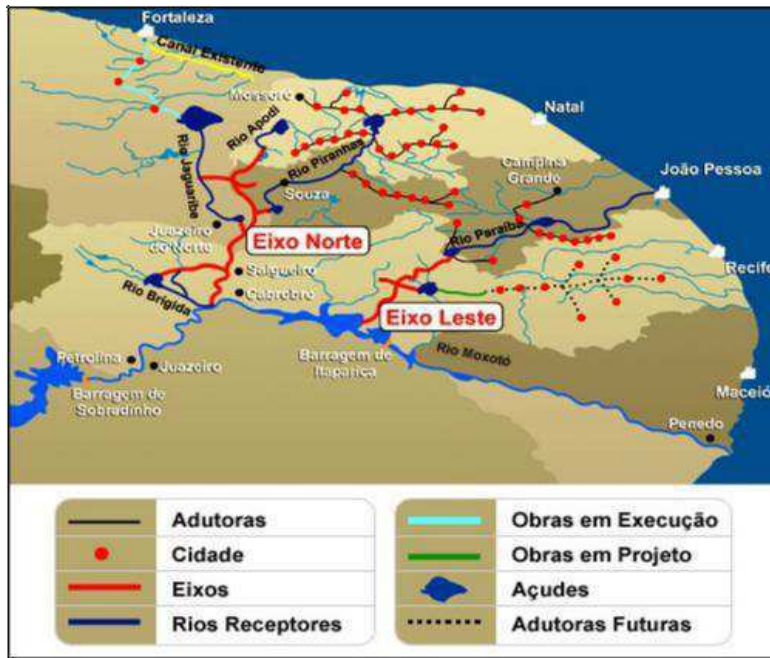 Fortaleza
Canal Existente
Mossoró
Natal
Rio Apodi
Rio Piranhas
Campina
Grande
João Pessoa
Rio Jaguaribe
Souza
Juazeiro
do Norte
Eixo Norte
Rio Paraíba
Recife
Salgueiro
Rio Brígida
Cabrobró
Eixo Leste
Petrolina
Juazeiro
Barragem de
Itaparica
Rio Moxotó
Barragem de
Sobradinho
Maceió
Penedo
Adutoras
Cidade
Eixos
Rios Receptores
Obras em Execução
Obras em Projeto
Açudes
Adutoras Futuras